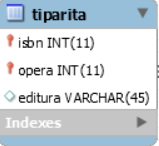 tiparita
isbn INT(11)
opera INT(11)
editura VARCHAR(45)
Indexes